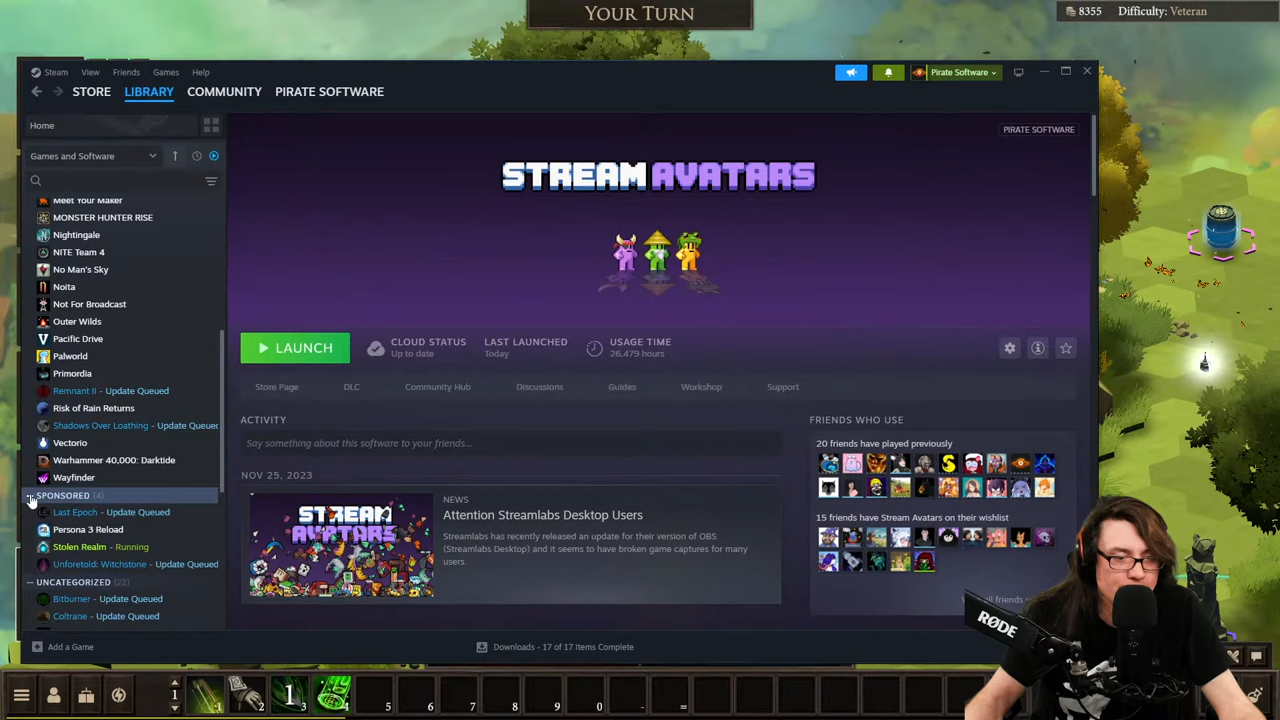 YOUR TURN
8355 Difficulty: Veteran
Steam View Friends Games Help
Pirate Software
STORE LIBRARY COMMUNITY PIRATE SOFTWARE
Home
PIRATE SOFTWARE
Games and Software
STREAM AVATARS
Meet Your Maker
MONSTER HUNTER RISE
Nightingale
NITE Team 4
No Man's Sky
Noita
Not For Broadcast
Outer Wilds
Pacific Drive
Palworld
Primordia
Remnant II - Update Queued
Risk of Rain Returns
Shadows Over Loathing - Update Queued
Vectorio
Warhammer 40,000: Darktide
Wayfinder
SPONSORED (4)
Last Epoch - Update Queued
Persona 3 Reload
Stolen Realm - Running
Unforetold: Witchstone - Update Queued
UNCATEGORIZED (22)
Bitburner - Update Queued
Coltrane - Update Queued
Add a Game
LAUNCH
CLOUD STATUS
Up to date
LAST LAUNCHED
Today
USAGE TIME
26,479 hours
Store Page DLC Community Hub Discussions Guides Workshop Support
ACTIVITY
Say something about this software to your friends...
NOV 25, 2023
STREAM AVATARS
NEWS
Attention Streamlabs Desktop Users
Streamlabs has recently released an update for their version of OBS
(Streamlabs Desktop) and it seems to have broken game captures for many
users.
FRIENDS WHO USE
20 friends have played previously
15 friends have Stream Avatars on their wishlist
all friends
Downloads - 17 of 17 Items Complete
RØDE
1 1 2 1 3 4 5 6 7 8 9 0 - =